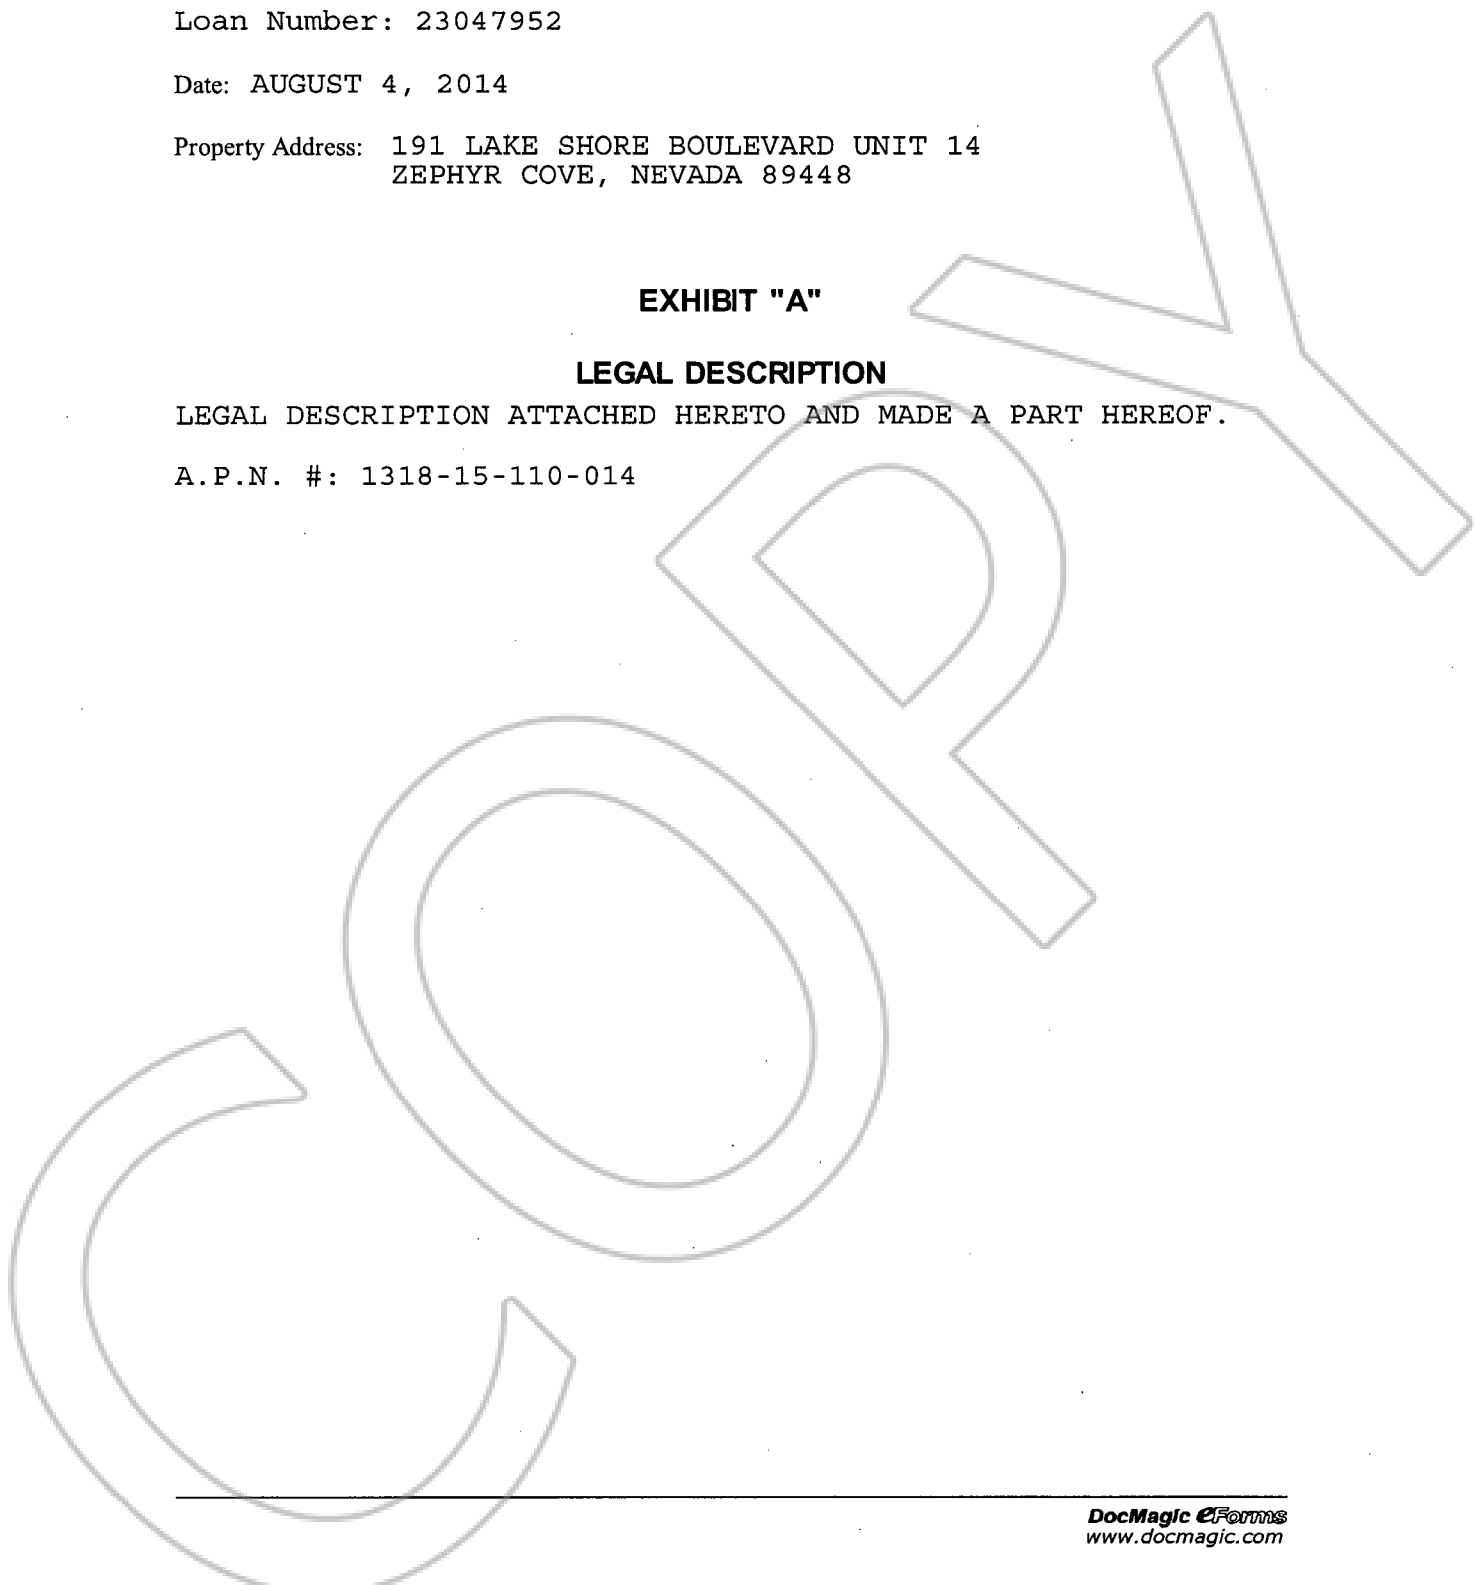 Loan Number: 23047952
Date: AUGUST 4, 2014
Property Address: 191 LAKE SHORE BOULEVARD UNIT 14
ZEPHYR COVE, NEVADA 89448
EXHIBIT "A"
LEGAL DESCRIPTION
LEGAL DESCRIPTION ATTACHED HERETO AND MADE A PART HEREOF.
A.P.N. #: 1318-15-110-014
COPY
DocMagic eForms
www.docmagic.com